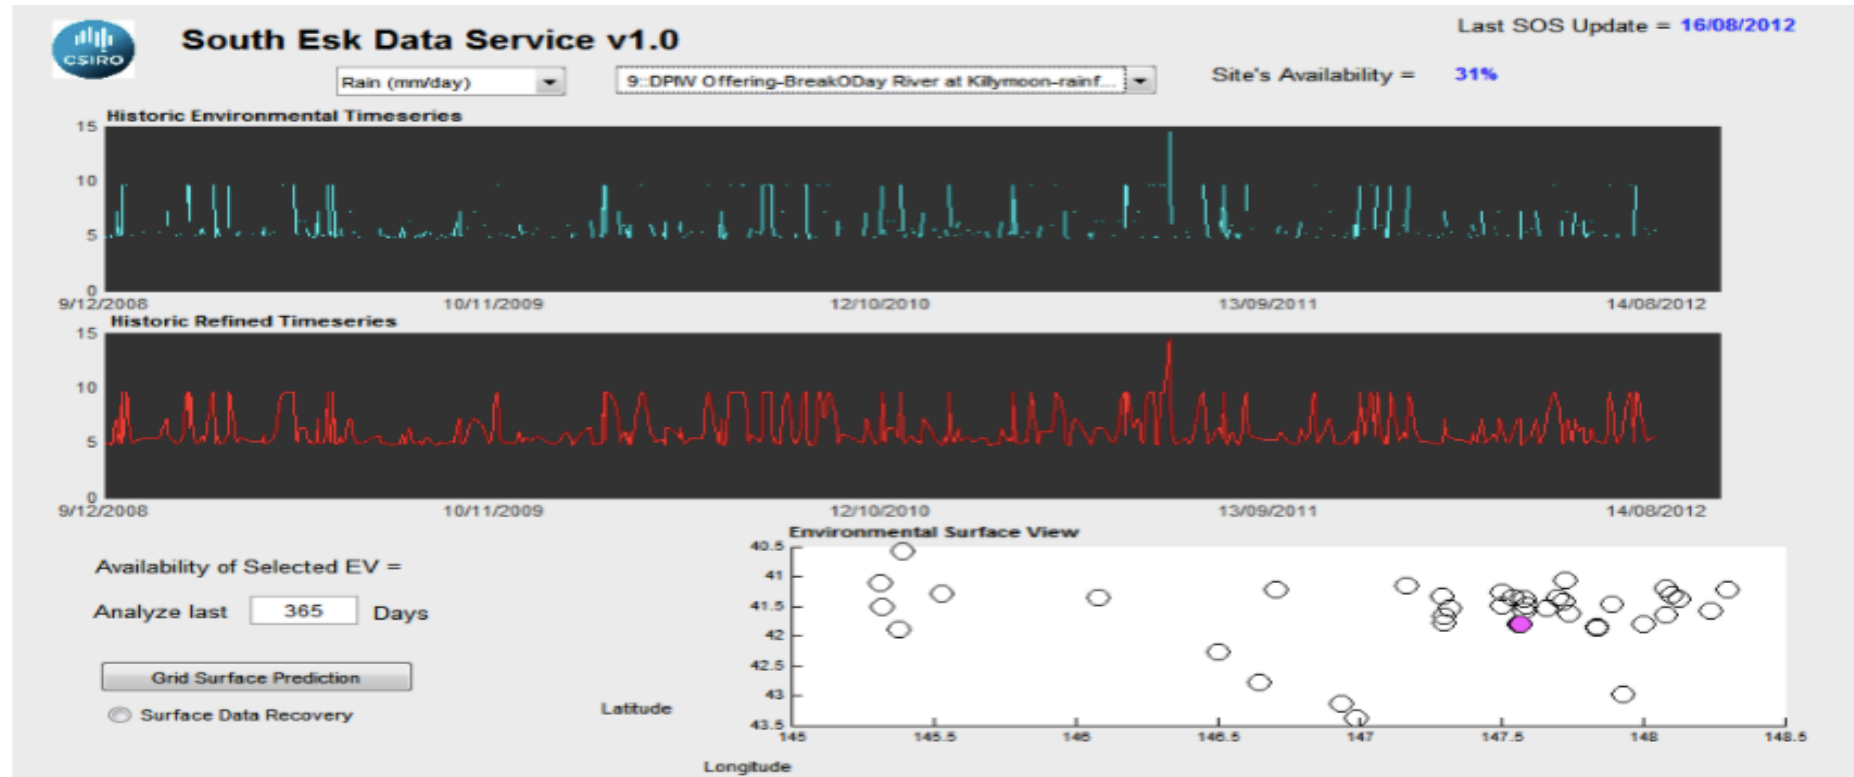 CSIRO
South Esk Data Service v1.0
Last SOS Update = 16/08/2012
Rain (mm/day)
9::DPIW Offering-BreakODay River at Killymoon-rainf...
Site's Availability = 31%
Historic Environmental Timeseries
15
10
5
0
9/12/2008 10/11/2009 12/10/2010 13/09/2011 14/08/2012
Historic Refined Timeseries
15
10
5
0
9/12/2008 10/11/2009 12/10/2010 13/09/2011 14/08/2012
Environmental Surface View
40.5
41
41.5
42
42.5
43
43.5
145 145.5 146 146.5 147 147.5 148 148.5
Latitude
Longitude
Availability of Selected EV =
Analyze last 365 Days
Grid Surface Prediction
Surface Data Recovery